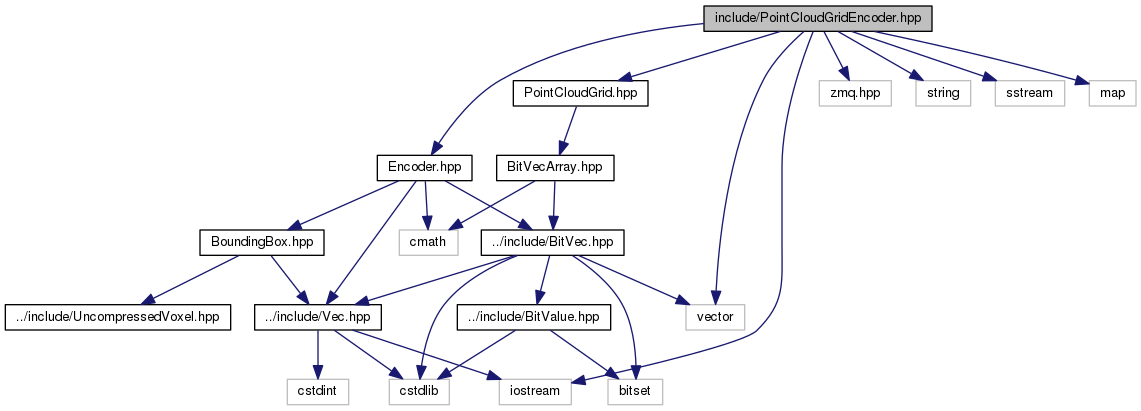 include/PointCloudGridEncoder.hpp
PointCloudGrid.hpp
zmq.hpp
string
sstream
map
Encoder.hpp
BitVecArray.hpp
BoundingBox.hpp
cmath
../include/BitVec.hpp
../include/UncompressedVoxel.hpp
../include/Vec.hpp
../include/BitValue.hpp
vector
cstdint
cstdlib
iostream
bitset